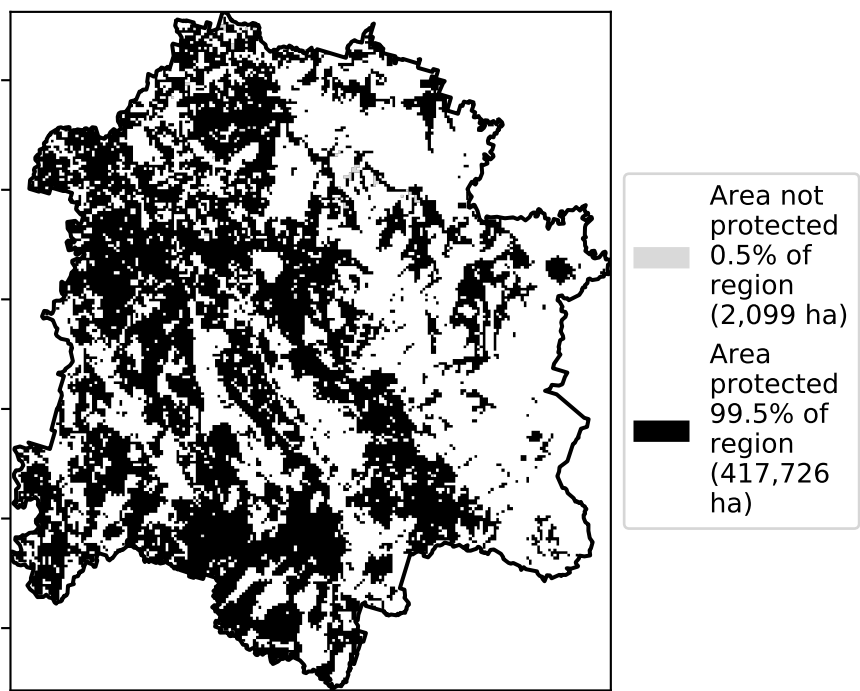 Area not
protected
0.5% of
region
(2,099 ha)
Area
protected
99.5% of
region
(417,726
ha)